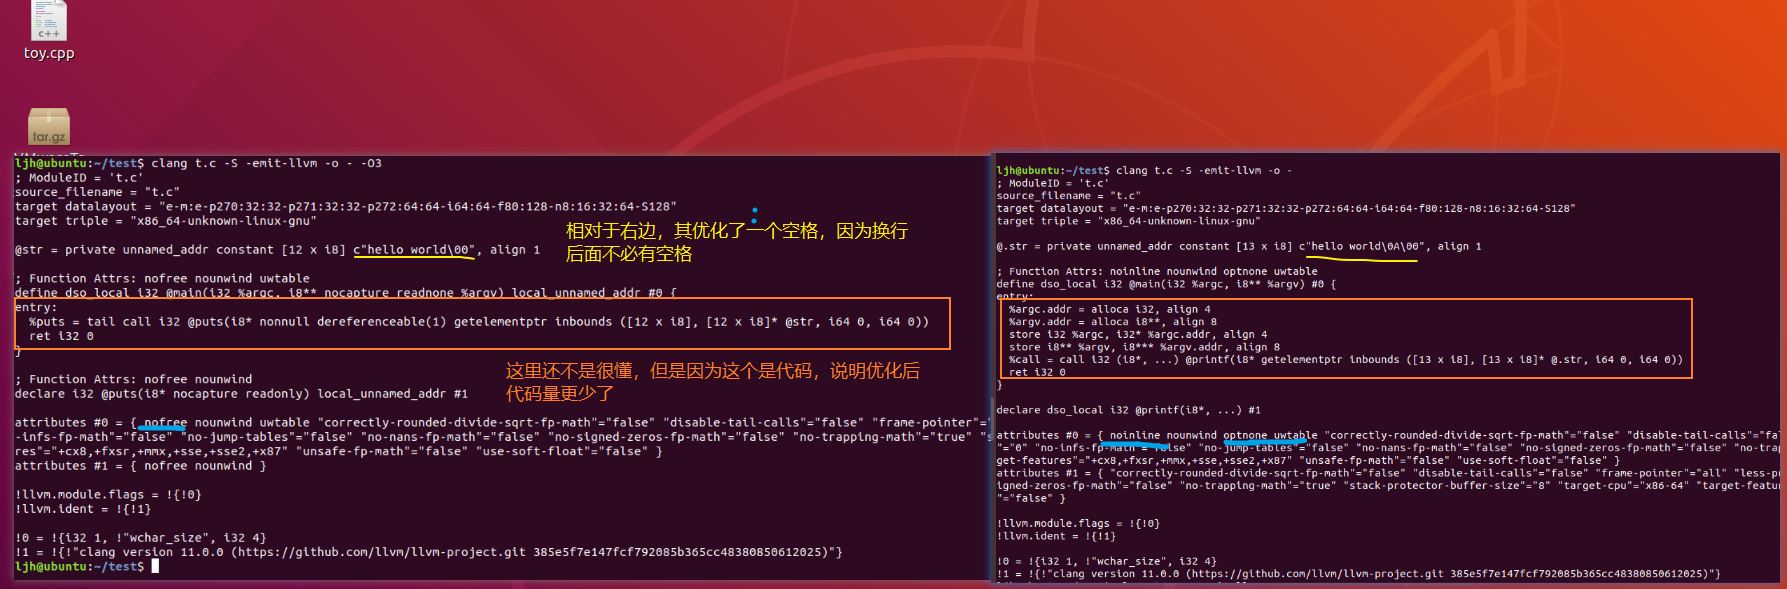 c++
toy.cpp
tar.gz
ljh@ubuntu:~/test$ clang t.c -S -emit-llvm -o - -O3
; ModuleID = 't.c'
source_filename = "t.c"
target datalayout = "e-m:e-p270:32:32-p271:32:32-p272:64:64-i64:64-f80:128-n8:16:32:64-S128"
target triple = "x86_64-unknown-linux-gnu"
@str = private unnamed_addr constant [12 x i8] c"hello world\00", align 1
相对于右边，其优化了一个空格，因为换行
后面不必有空格
; Function Attrs: nofree nounwind uwtable
define dso_local i32 @main(i32 %argc, i8** nocapture readnone %argv) local_unnamed_addr #0 {
entry:
%puts = tail call i32 @puts(i8* nonnull dereferenceable(1) getelementptr inbounds ([12 x i8], [12 x i8]* @str, i64 0, i64 0))
ret i32 0
}
这里还不是很懂，但是因为这个是代码，说明优化后
代码量更少了
; Function Attrs: nofree nounwind
declare i32 @puts(i8* nocapture readonly) local_unnamed_addr #1
attributes #0 = { nofree nounwind uwtable "correctly-rounded-divide-sqrt-fp-math"="false" "disable-tail-calls"="false" "frame-pointer"=
-infs-fp-math"="false" "no-jump-tables"="false" "no-nans-fp-math"="false" "no-signed-zeros-fp-math"="false" "no-trapping-math"="true"
res"="+cx8,+fxsr,+mmx,+sse,+sse2,+x87" "unsafe-fp-math"="false" "use-soft-float"="false" }
attributes #1 = { nofree nounwind }
!llvm.module.flags = !{!0}
!llvm.ident = !{!1}
!0 = !{i32 1, !"wchar_size", i32 4}
!1 = !{!"clang version 11.0.0 (https://github.com/llvm/llvm-project.git 385e5f7e147fcf792085b365cc48380850612025)"}
ljh@ubuntu:~/test$
ljh@ubuntu:~/test$ clang t.c -S -emit-llvm -o -
; ModuleID = 't.c'
source_filename = "t.c"
target datalayout = "e-m:e-p270:32:32-p271:32:32-p272:64:64-i64:64-f80:128-n8:16:32:64-S128"
target triple = "x86_64-unknown-linux-gnu"
@.str = private unnamed_addr constant [13 x i8] c"hello world\0A\00", align 1
; Function Attrs: noinline nounwind optnone uwtable
define dso_local i32 @main(i32 %argc, i8** %argv) #0 {
entry:
%argc.addr = alloca i32, align 4
%argv.addr = alloca i8**, align 8
store i32 %argc, i32* %argc.addr, align 4
store i8** %argv, i8*** %argv.addr, align 8
%call = call i32 (i8*, ...) @printf(i8* getelementptr inbounds ([13 x i8], [13 x i8]* @.str, i64 0, i64 0))
ret i32 0
}
declare dso_local i32 @printf(i8*, ...) #1
attributes #0 = { noinline nounwind optnone uwtable "correctly-rounded-divide-sqrt-fp-math"="false" "disable-tail-calls"="fal
"="0" "no-infs-fp-math"="false" "no-jump-tables"="false" "no-nans-fp-math"="false" "no-signed-zeros-fp-math"="false" "no-trap
get-features"="+cx8,+fxsr,+mmx,+sse,+sse2,+x87" "unsafe-fp-math"="false" "use-soft-float"="false" }
attributes #1 = { "correctly-rounded-divide-sqrt-fp-math"="false" "disable-tail-calls"="false" "frame-pointer"="all" "less-p
igned-zeros-fp-math"="false" "no-trapping-math"="true" "stack-protector-buffer-size"="8" "target-cpu"="x86-64" "target-featu
"="false" }
!llvm.module.flags = !{!0}
!llvm.ident = !{!1}
!0 = !{i32 1, !"wchar_size", i32 4}
!1 = !{!"clang version 11.0.0 (https://github.com/llvm/llvm-project.git 385e5f7e147fcf792085b365cc48380850612025)"}